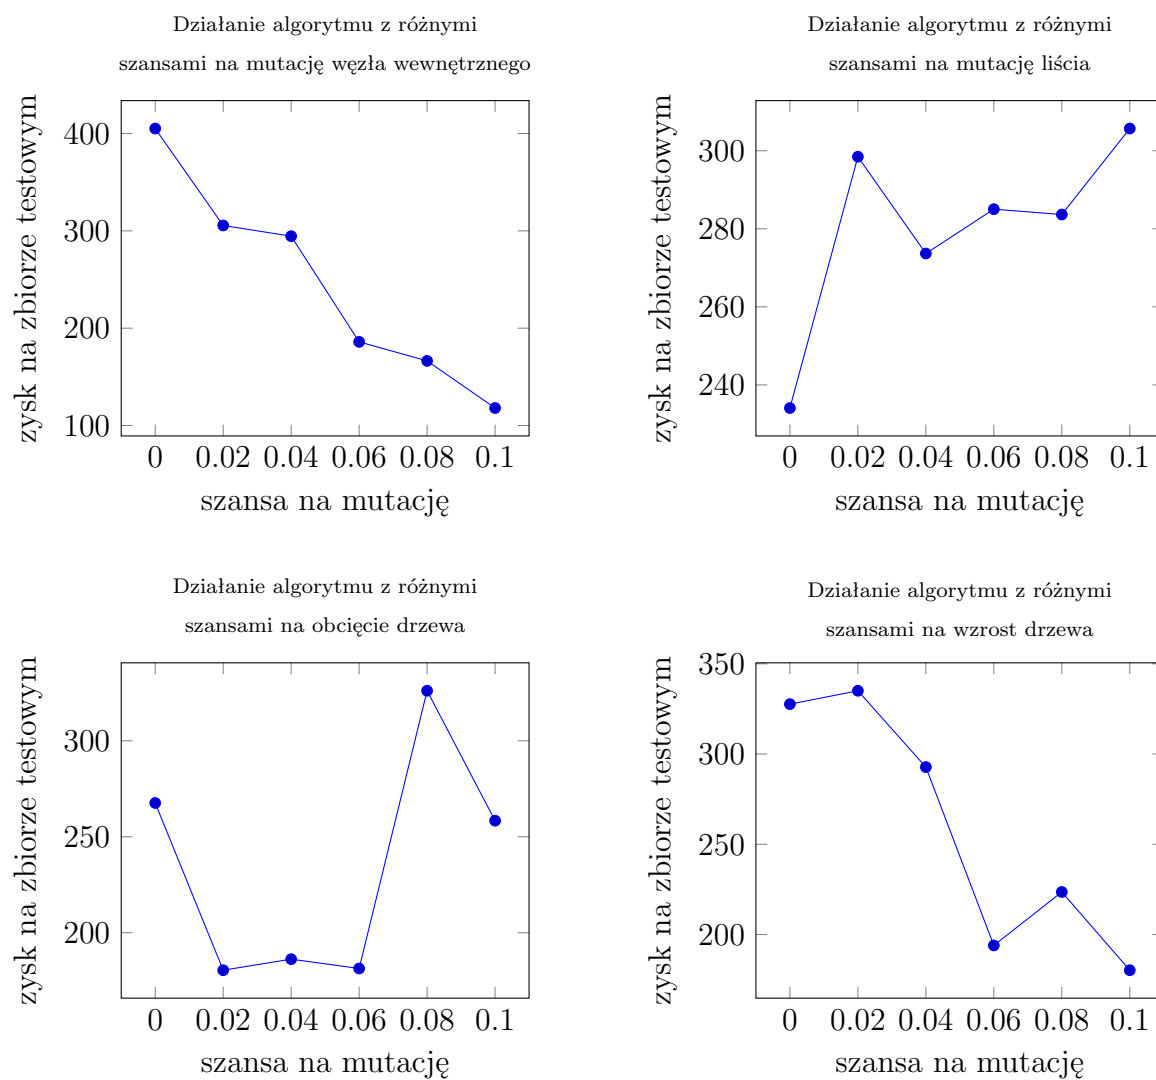 Działanie algorytmu z różnymi
szansami na mutację węzła wewnętrznego
zysk na zbiorze testowym
400
300
200
100
0 0.02 0.04 0.06 0.08 0.1
szansa na mutację
Działanie algorytmu z różnymi
szansami na mutację liścia
zysk na zbiorze testowym
300
280
260
240
0 0.02 0.04 0.06 0.08 0.1
szansa na mutację
Działanie algorytmu z różnymi
szansami na obcięcie drzewa
zysk na zbiorze testowym
300
250
200
0 0.02 0.04 0.06 0.08 0.1
szansa na mutację
Działanie algorytmu z różnymi
szansami na wzrost drzewa
zysk na zbiorze testowym
350
300
250
200
0 0.02 0.04 0.06 0.08 0.1
szansa na mutację